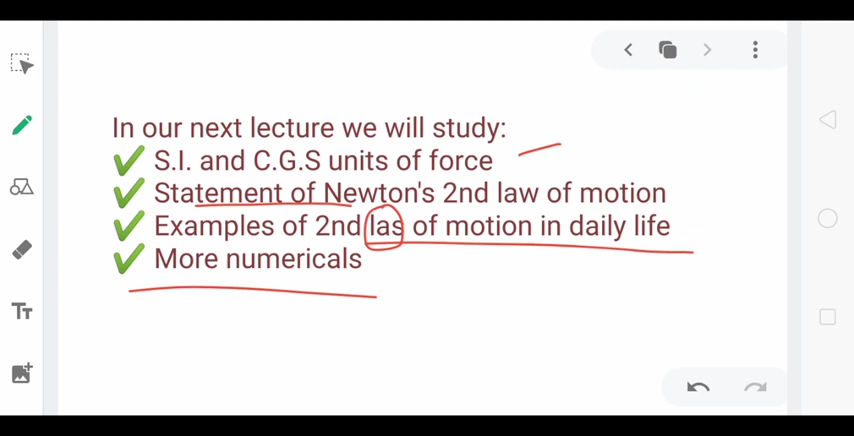 In our next lecture we will study:
✔ S.I. and C.G.S units of force
✔ Statement of Newton's 2nd law of motion
✔ Examples of 2nd las of motion in daily life
✔ More numericals
Tт